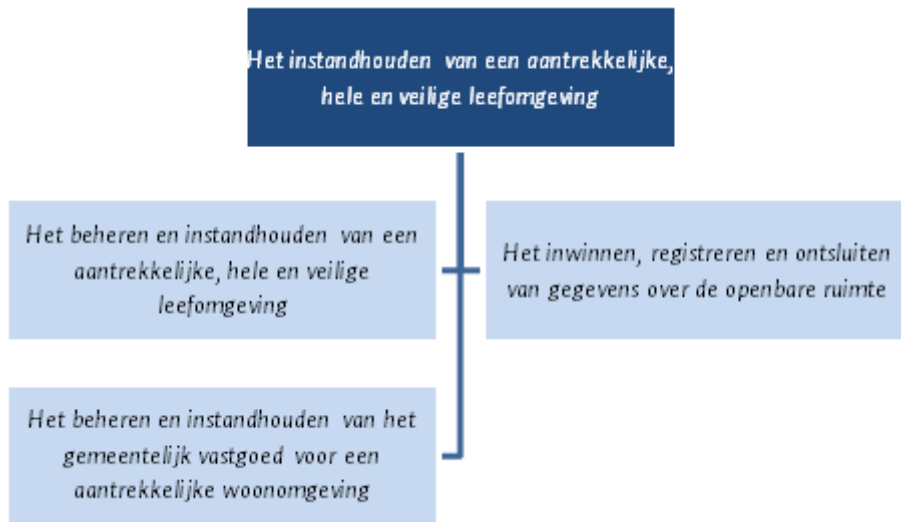 Het instandhouden van een aantrekkelijke,
hele en veilige leefomgeving
Het beheren en instandhouden van een
aantrekkelijke, hele en veilige
leefomgeving
Het inwinnen, registreren en ontsluiten
van gegevens over de openbare ruimte
Het beheren en instandhouden van het
gemeentelijk vastgoed voor een
aantrekkelijke woonomgeving